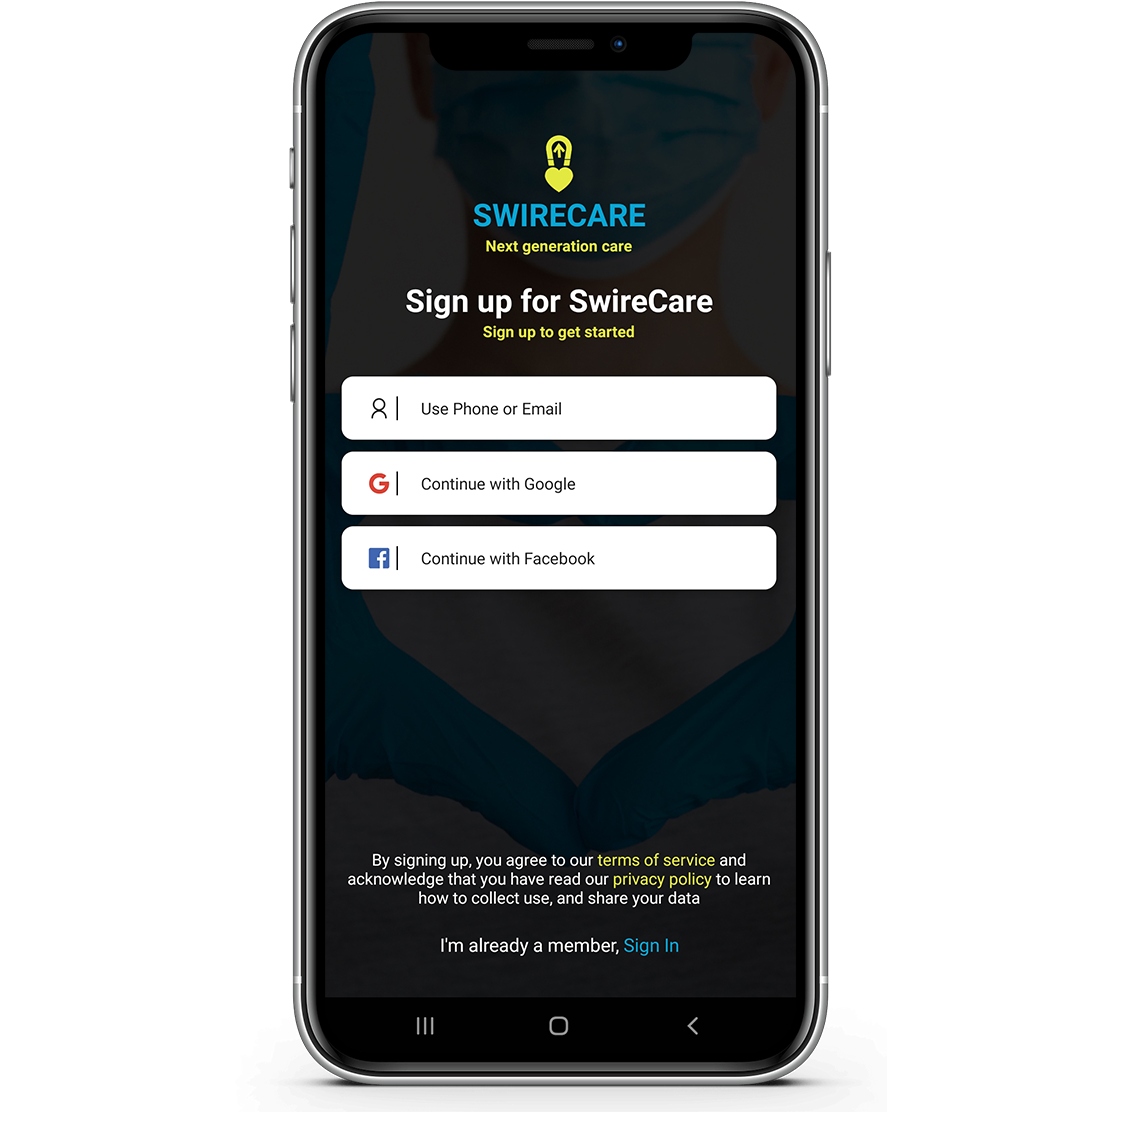 SWIRECARE
Next generation care
Sign up for SwireCare
Sign up to get started
Use Phone or Email
Continue with Google
Continue with Facebook
By signing up, you agree to our terms of service and
acknowledge that you have read our privacy policy to learn
how to collect use, and share your data
I'm already a member, Sign In